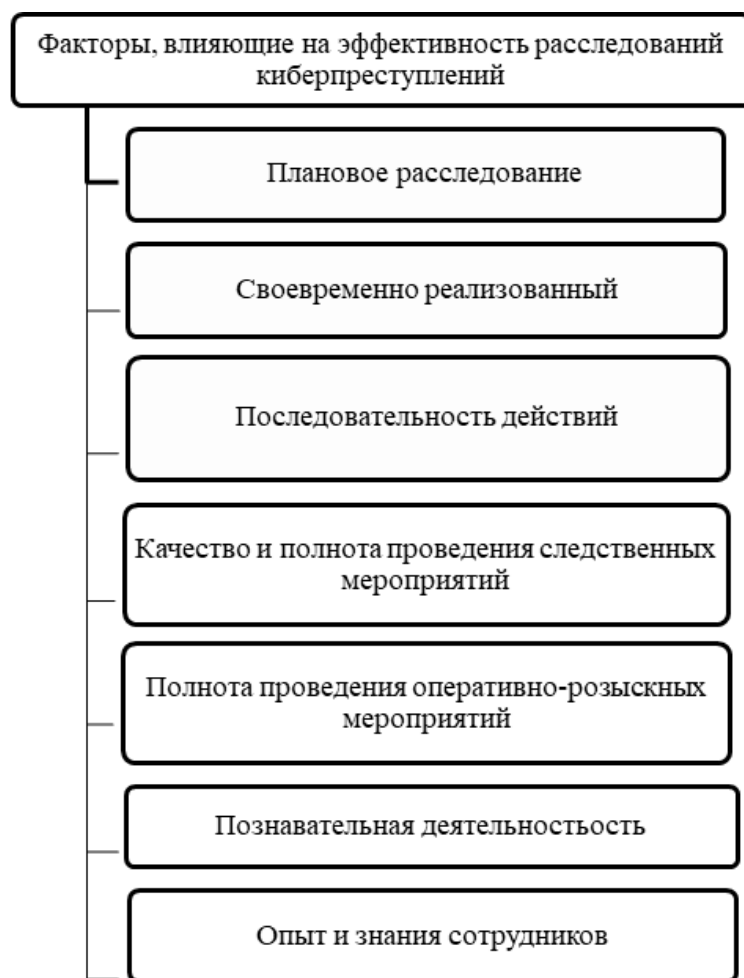 Факторы, влияющие на эффективность расследований
киберпреступлений
Плановое расследование
Своевременно реализованный
Последовательность действий
Качество и полнота проведения следственных
мероприятий
Полнота проведения оперативно-розыскных
мероприятий
Познавательная деятельностьость
Опыт и знания сотрудников